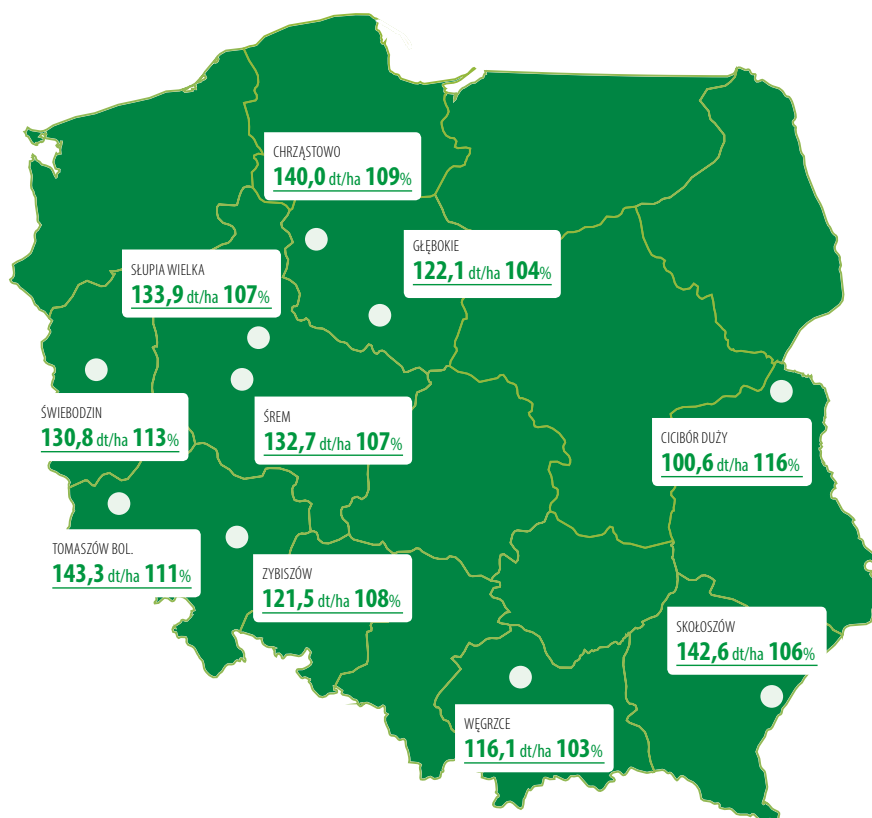 CHRZĄSTOWO
140,0 dt/ha 109%
GŁĘBOKIE
122,1 dt/ha 104%
SŁUPIA WIELKA
133,9 dt/ha 107%
ŚWIEBODZIN
130,8 dt/ha 113%
ŚREM
132,7 dt/ha 107%
CICIBÓR DUŻY
100,6 dt/ha 116%
TOMASZÓW BOL.
143,3 dt/ha 111%
ZYBISZÓW
121,5 dt/ha 108%
SKOŁOSZÓW
142,6 dt/ha 106%
WĘGRZCE
116,1 dt/ha 103%